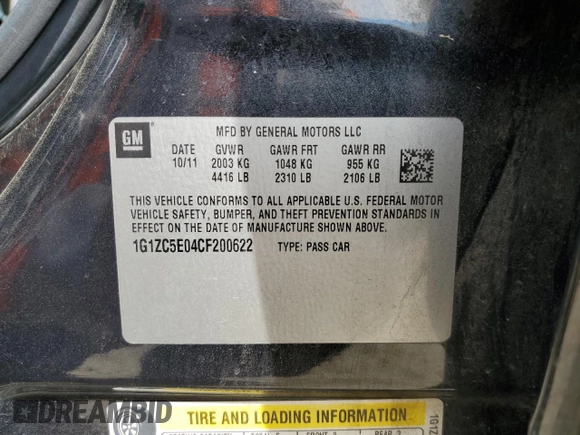 GM
MFD BY GENERAL MOTORS LLC
DATE GVWR GAWR FRT GAWR RR
10/11 2003 KG 1048 KG 955 KG
4416 LB 2310 LB 2106 LB
THIS VEHICLE CONFORMS TO ALL APPLICABLE U.S. FEDERAL MOTOR
VEHICLE SAFETY, BUMPER, AND THEFT PREVENTION STANDARDS IN
EFFECT ON THE DATE OF MANUFACTURE SHOWN ABOVE.
1G1ZC5E04CF200622 TYPE: PASS CAR
TIRE AND LOADING INFORMATION
1G1Z
DREAMBID